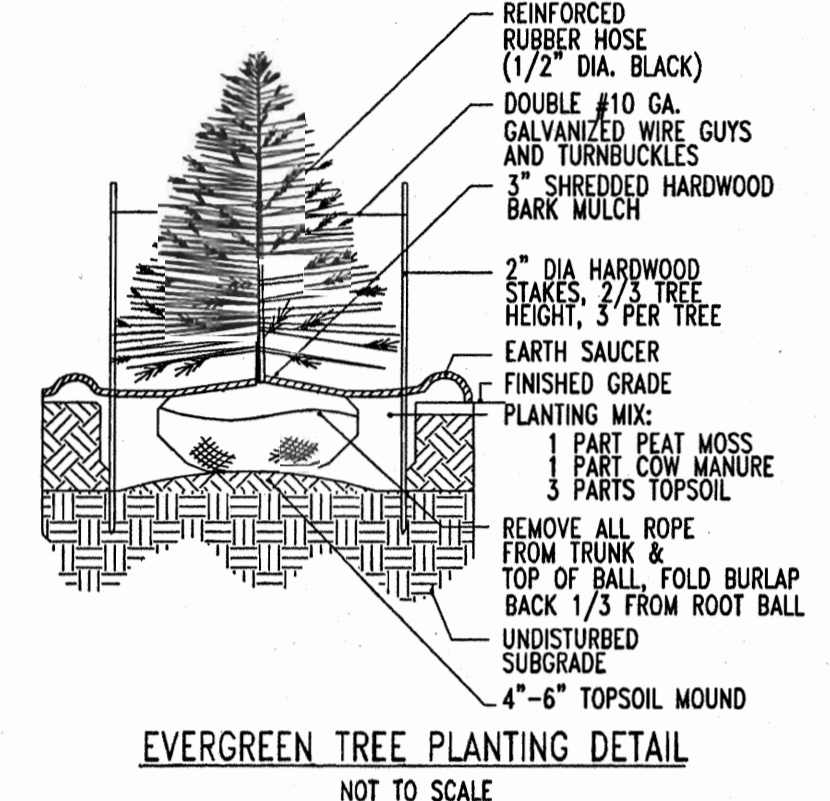 REINFORCED
RUBBER HOSE
(1/2" DIA. BLACK)
DOUBLE #10 GA.
GALVANIZED WIRE GUYS
AND TURNBUCKLES
3" SHREDDED HARDWOOD
BARK MULCH
2" DIA HARDWOOD
STAKES, 2/3 TREE
HEIGHT, 3 PER TREE
EARTH SAUCER
FINISHED GRADE
PLANTING MIX:
1 PART PEAT MOSS
1 PART COW MANURE
3 PARTS TOPSOIL
REMOVE ALL ROPE
FROM TRUNK &
TOP OF BALL, FOLD BURLAP
BACK 1/3 FROM ROOT BALL
UNDISTURBED
SUBGRADE
4"-6" TOPSOIL MOUND
EVERGREEN TREE PLANTING DETAIL
NOT TO SCALE